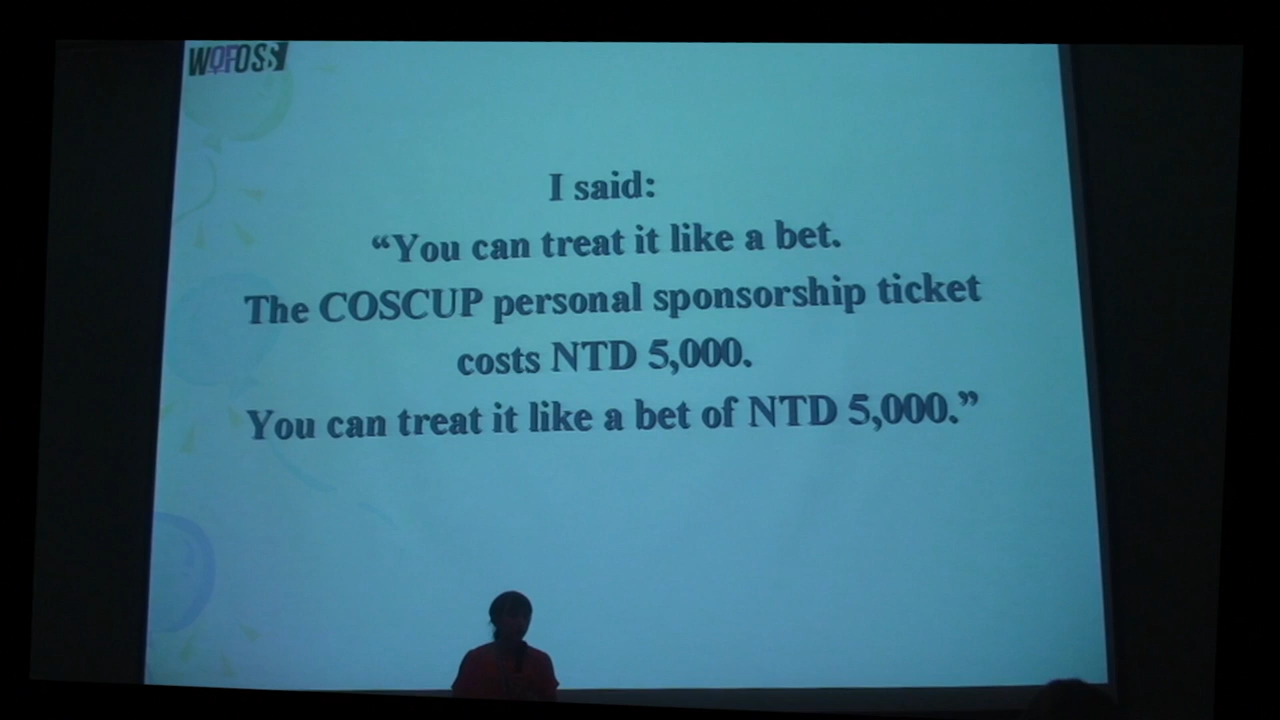 WOFOSS
I said:
“You can treat it like a bet.
The COSCUP personal sponsorship ticket
costs NTD 5,000.
You can treat it like a bet of NTD 5,000.”